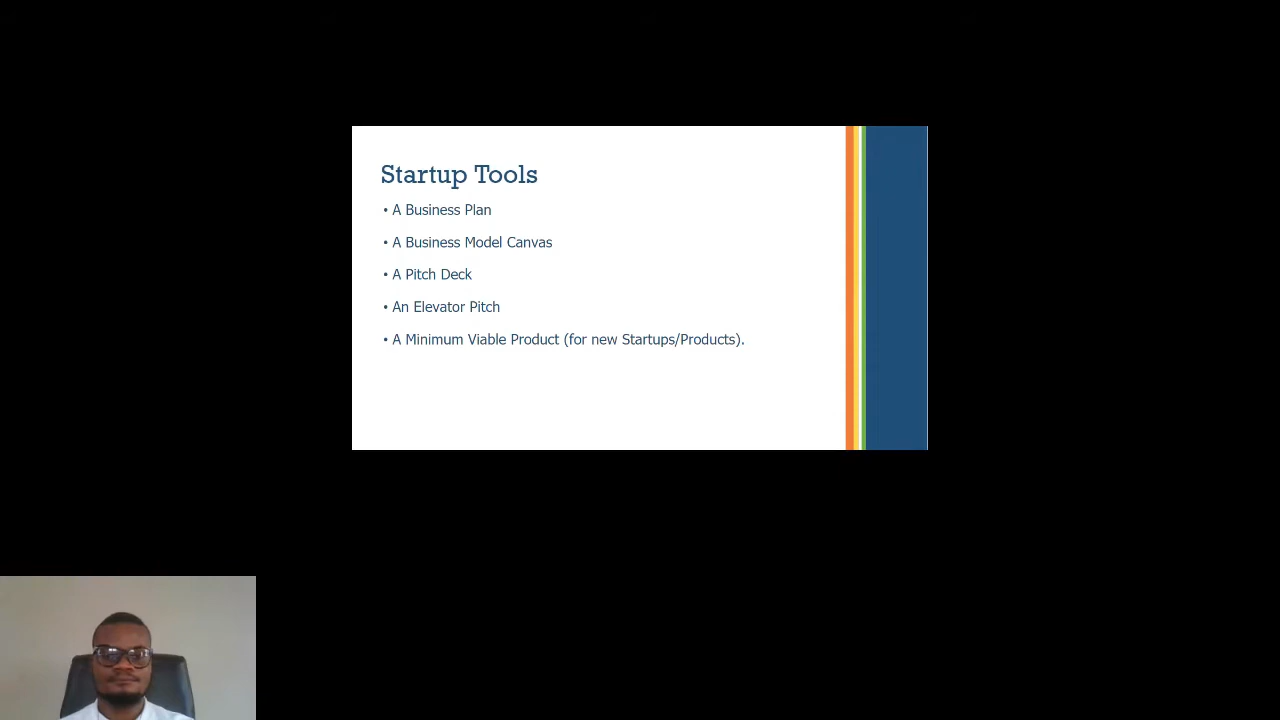 Startup Tools
• A Business Plan
• A Business Model Canvas
• A Pitch Deck
• An Elevator Pitch
• A Minimum Viable Product (for new Startups/Products).